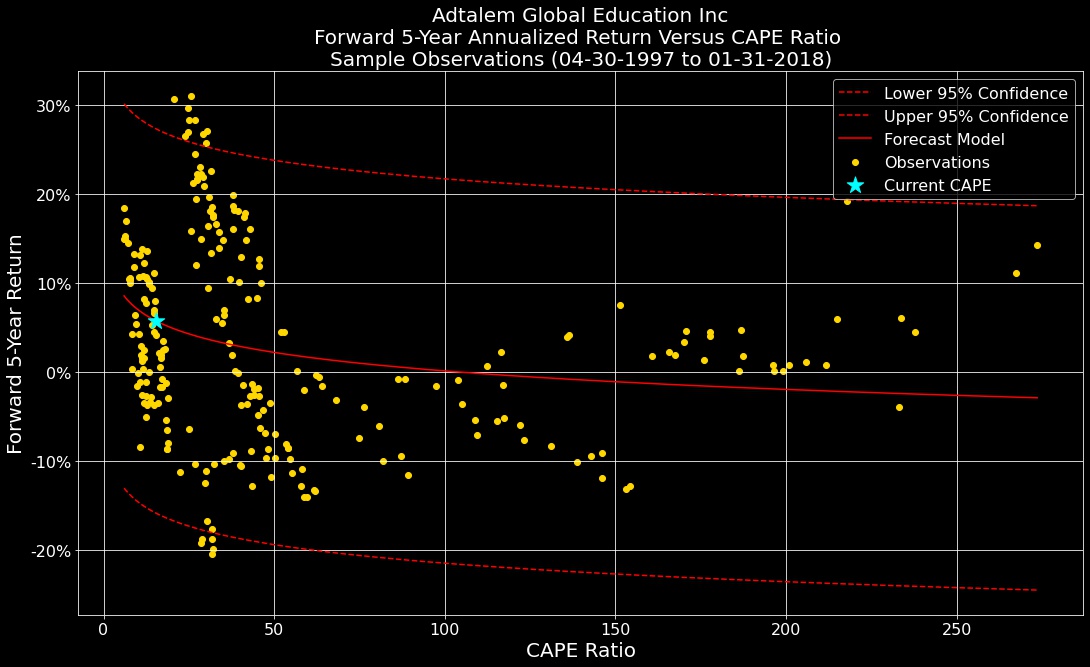 Adtalem Global Education Inc
Forward 5-Year Annualized Return Versus CAPE Ratio
Sample Observations (04-30-1997 to 01-31-2018)
Lower 95% Confidence
Upper 95% Confidence
Forecast Model
Observations
Current CAPE
Forward 5-Year Return
30%
20%
10%
0%
-10%
-20%
0
50
100
150
200
250
CAPE Ratio